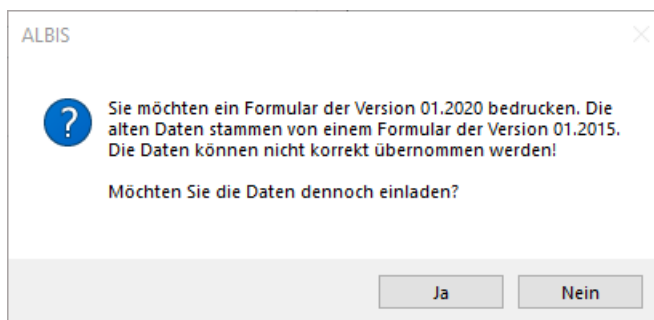 ALBIS
Sie möchten ein Formular der Version 01.2020 bedrucken. Die
alten Daten stammen von einem Formular der Version 01.2015.
Die Daten können nicht korrekt übernommen werden!
Möchten Sie die Daten dennoch einladen?
Ja
Nein